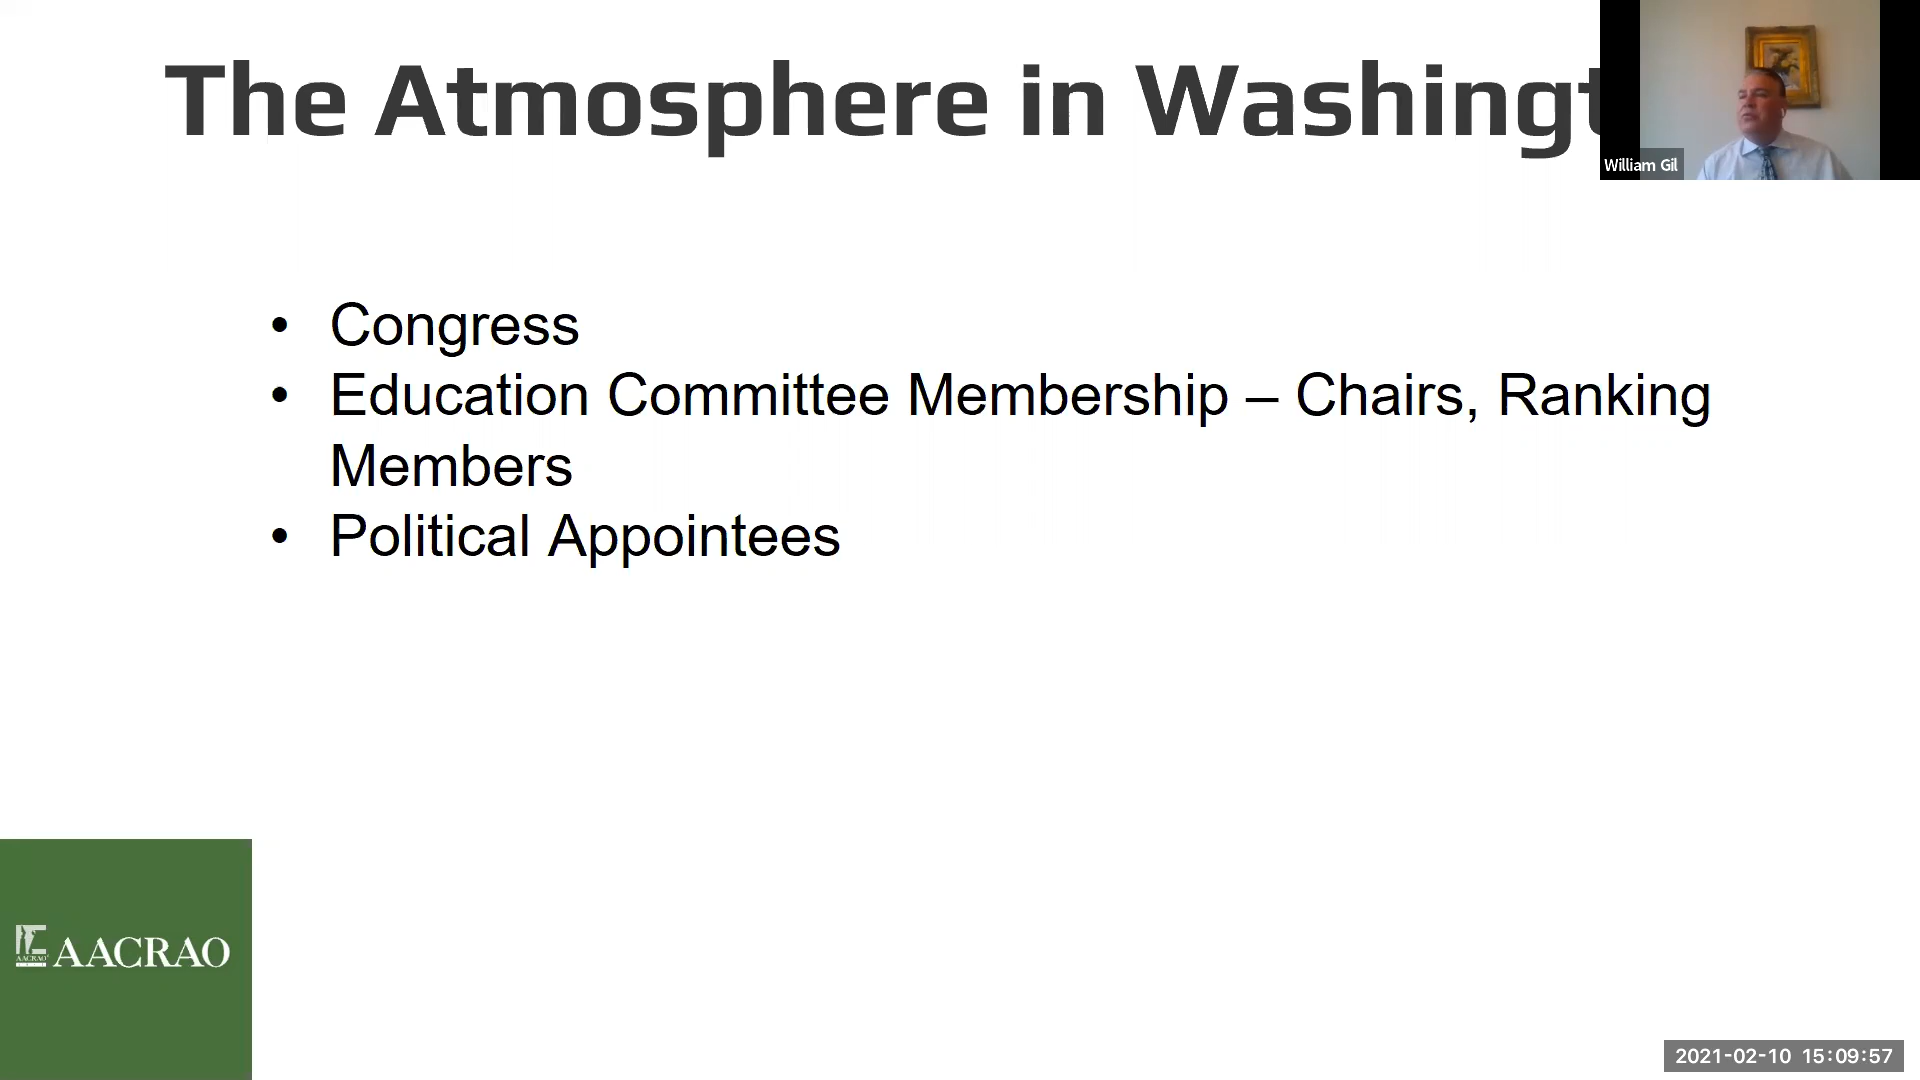 The Atmosphere in Washingt
William Gil
• Congress
• Education Committee Membership – Chairs, Ranking
Members
• Political Appointees
AACRAO
AACRAO
2021-02-10 15:09:57